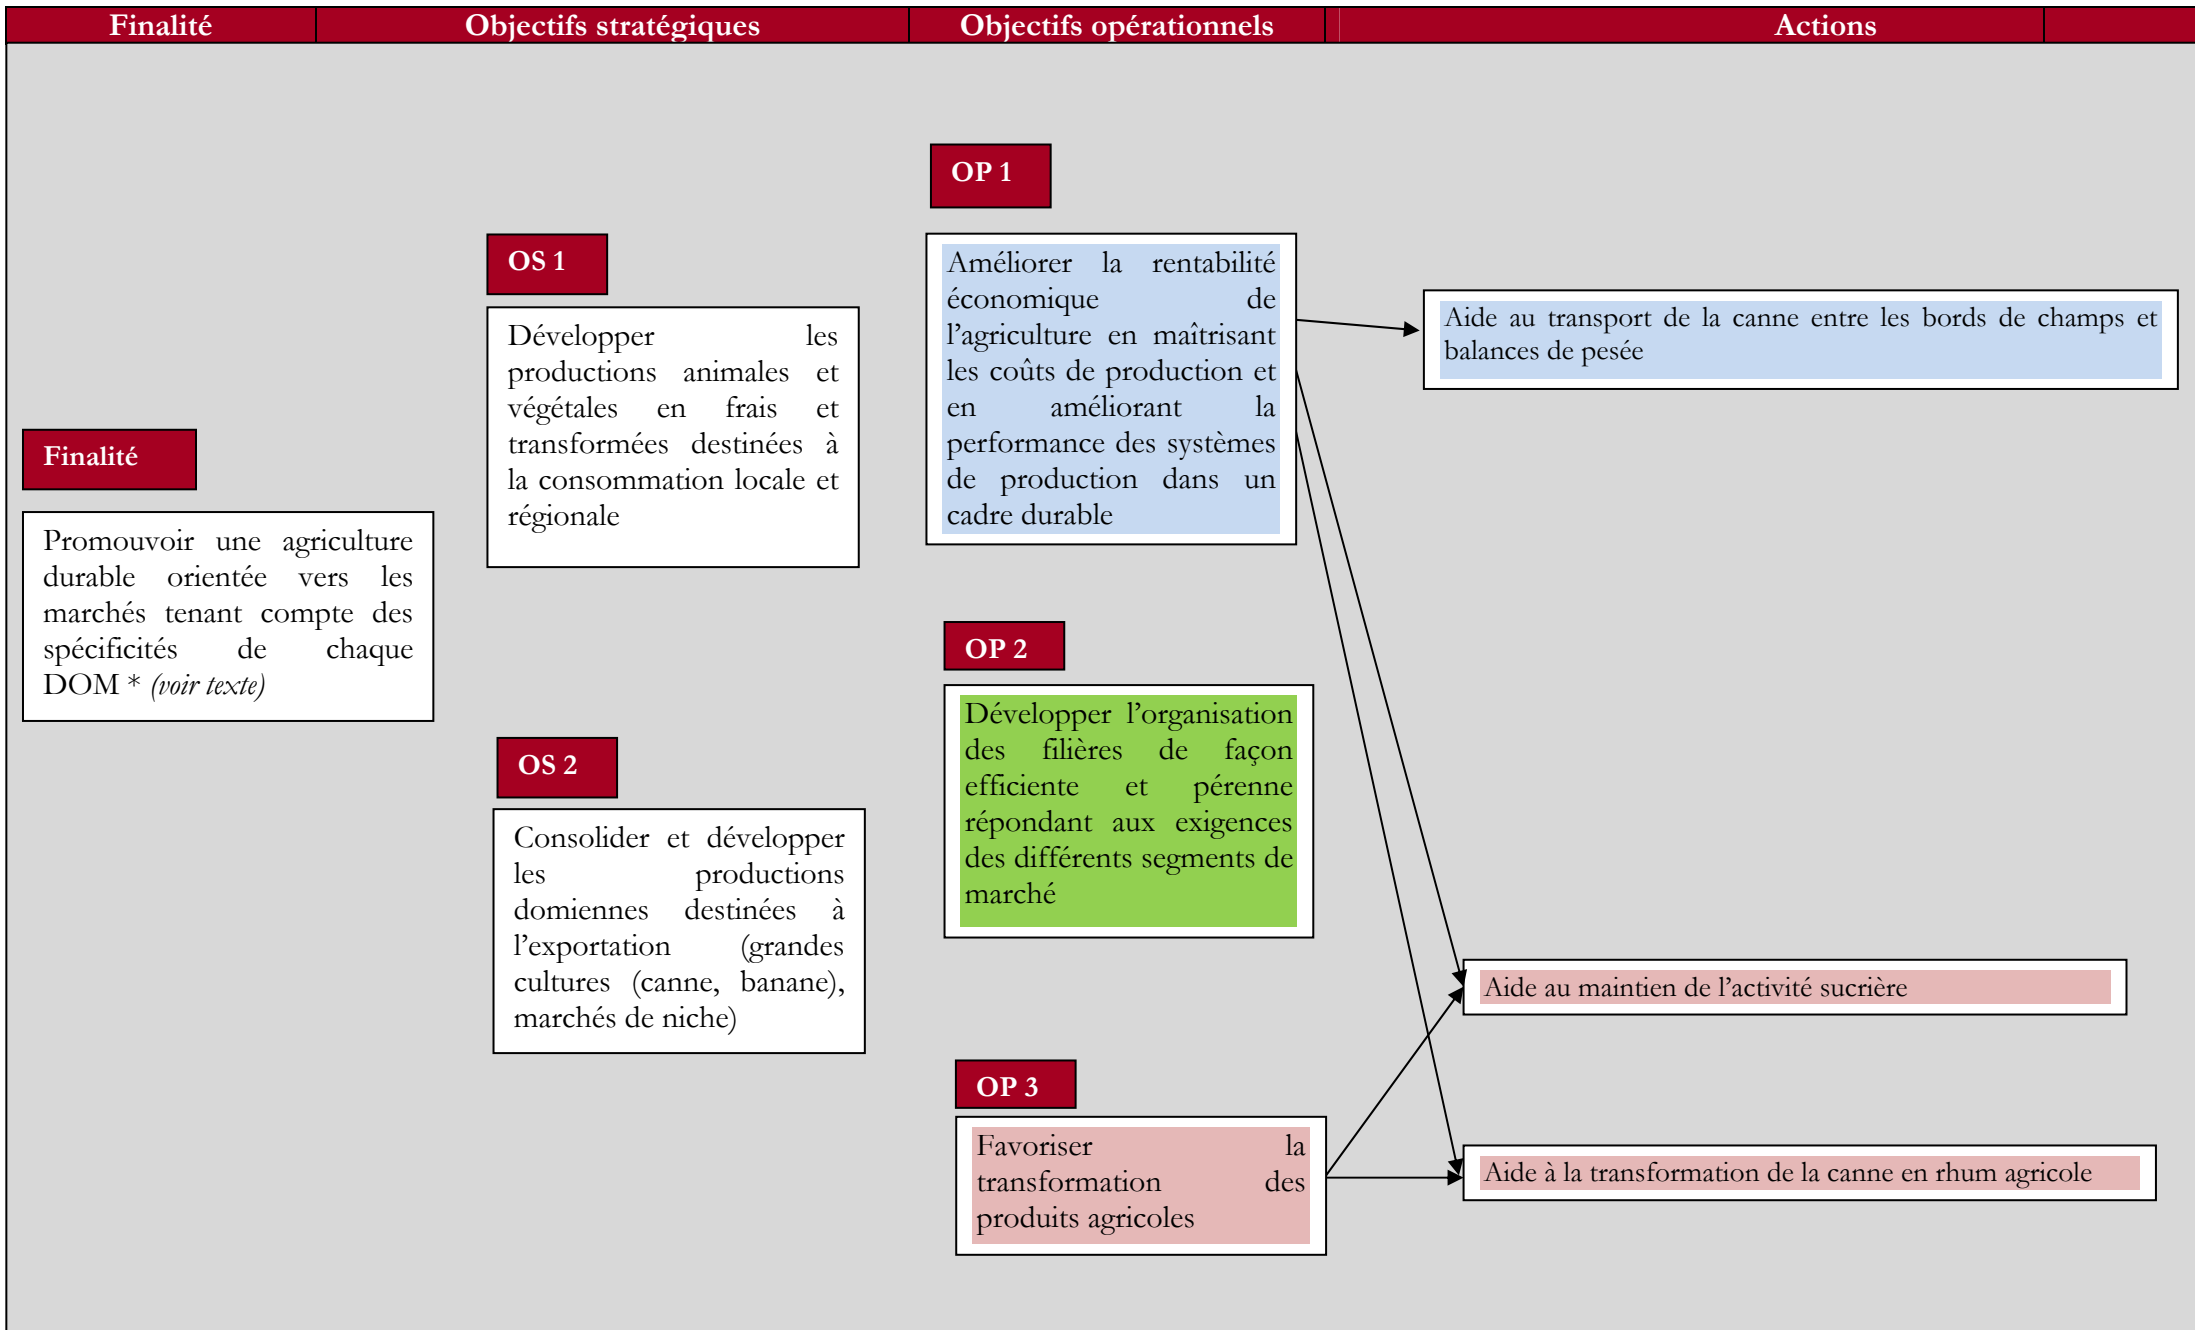 Finalité
Objectifs stratégiques
Objectifs opérationnels
Actions
Finalité
Promouvoir une agriculture
durable orientée vers les
marchés tenant compte des
spécificités de chaque
DOM * (voir texte)
OS 1
Développer les
productions animales et
végétales en frais et
transformées destinées à
la consommation locale et
régionale
OS 2
Consolider et développer
les productions
domiennes destinées à
l’exportation (grandes
cultures (canne, banane),
marchés de niche)
OP 1
Améliorer la rentabilité
économique de
l’agriculture en maîtrisant
les coûts de production et
en améliorant la
performance des systèmes
de production dans un
cadre durable
OP 2
Développer l’organisation
des filières de façon
efficiente et pérenne
répondant aux exigences
des différents segments de
marché
OP 3
Favoriser la
transformation des
produits agricoles
Aide au transport de la canne entre les bords de champs et
balances de pesée
Aide au maintien de l’activité sucrière
Aide à la transformation de la canne en rhum agricole